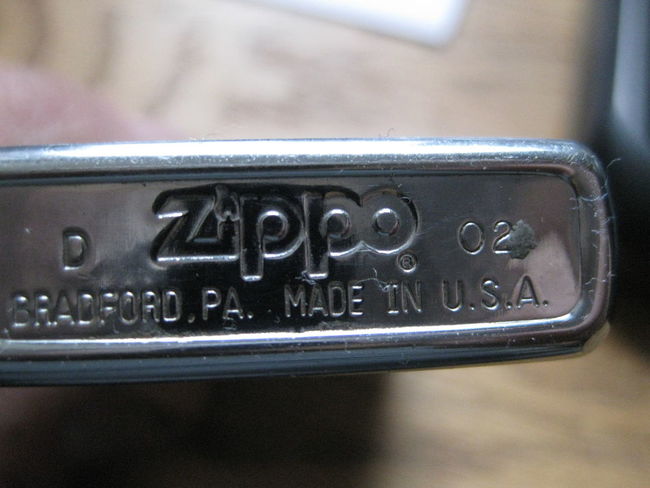 D Zippo® 02
BRADFORD, PA. MADE IN U.S.A.